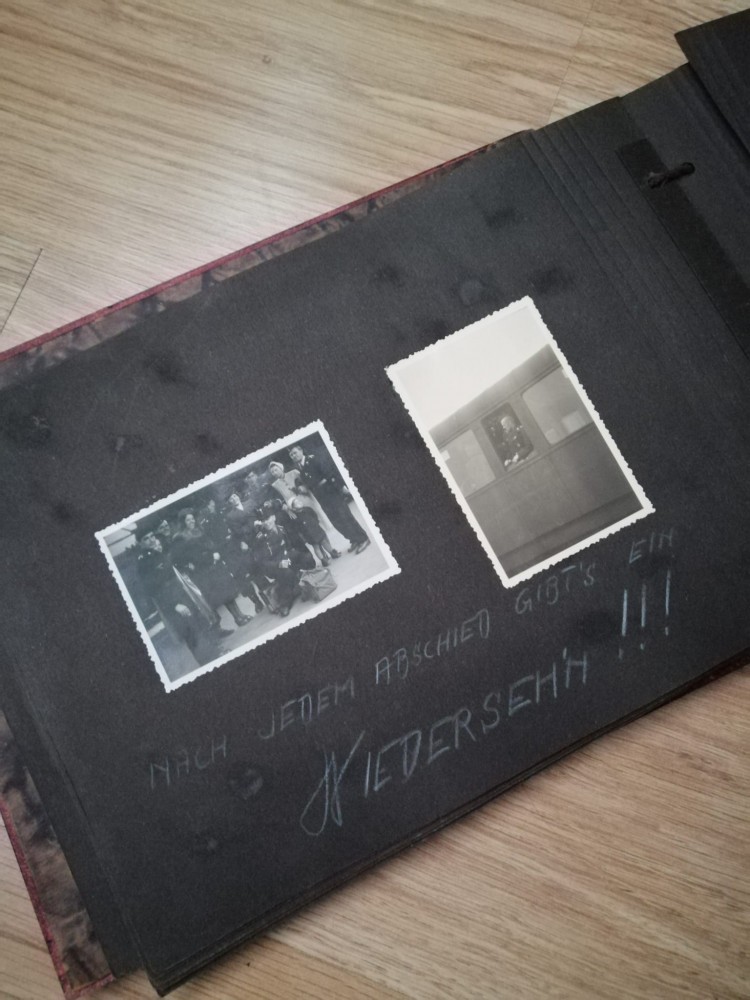 NACH JEDEM ABSCHIED GIBT'S EIN
WIEDERSEH'N !!!